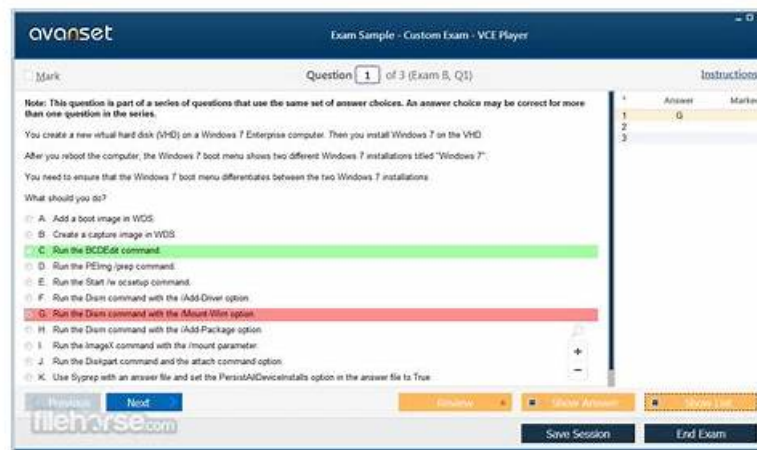 avanset
Exam Sample - Custom Exam - VCE Player
Mark
Question 1 of 3 (Exam B, Q1)
Instructions
Note: This question is part of a series of questions that use the same set of answer choices. An answer choice may be correct for more
than one question in the series.
You create a new virtual hard disk (VHD) on a Windows 7 Enterprise computer. Then you install Windows 7 on the VHD.
After you reboot the computer, the Windows 7 boot menu shows two different Windows 7 installations titled "Windows 7".
You need to ensure that the Windows 7 boot menu differentiates between the two Windows 7 installations
What should you do?
A. Add a boot image in WDS.
B. Create a capture image in WDS.
C. Run the BCDEdit command.
D. Run the PEImg /prep command.
E. Run the Start /w ocsetup command.
F. Run the Dism command with the /Add-Driver option.
G. Run the Dism command with the /Mount-Wim option.
H. Run the Dism command with the /Add-Package option.
I. Run the ImageX command with the /mount parameter.
J. Run the Diskpart command and the attach command option.
K. Use Syprep with an answer file and set the PersistAllDeviceInstalls option in the answer file to True
Answer Marked
1 G
2
3
+
−
Previous
Next
Review
Show Answer
Show List
filehorse.com
Save Session
End Exam